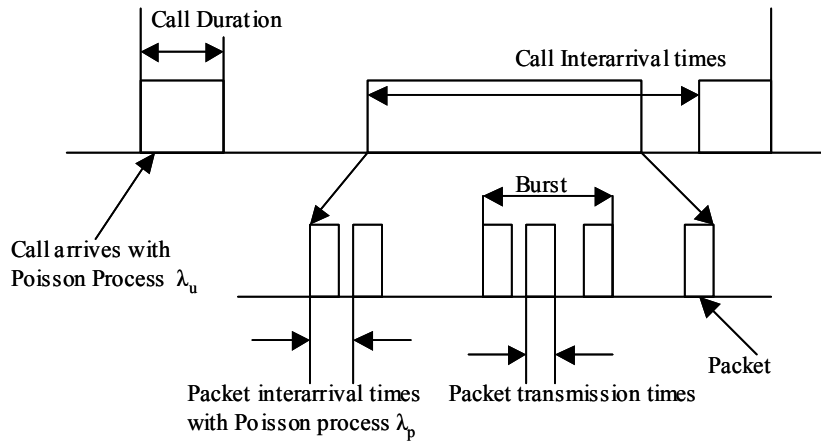 Call Duration
Call Interarrival times
Burst
Call arrives with
Poisson Process λu
Packet
Packet interarrival times
with Poisson process λp
Packet transmission times